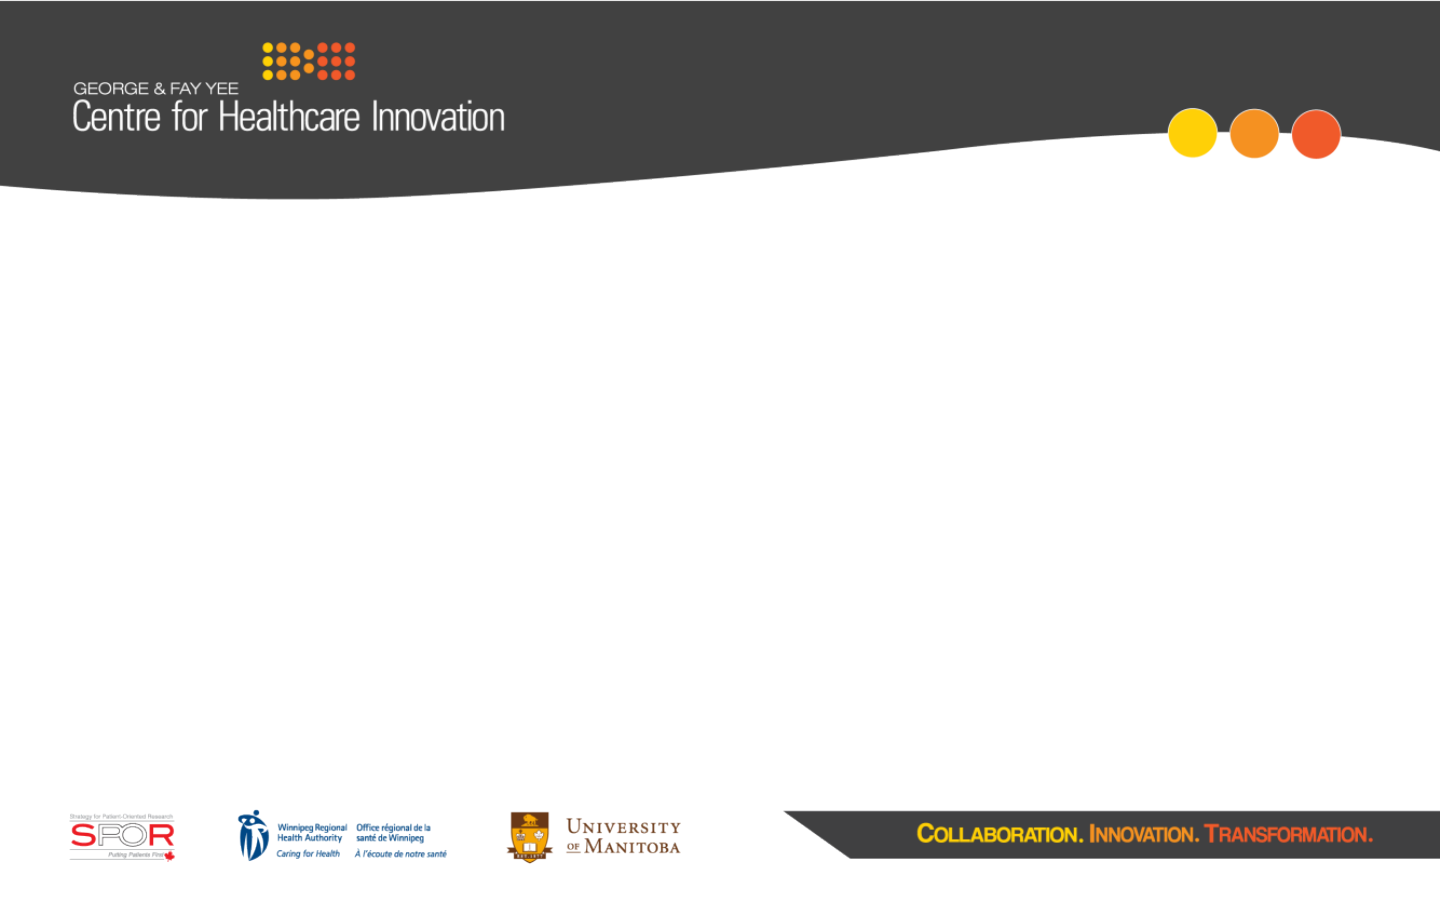 GEORGE & FAY YEE
Centre for Healthcare Innovation
Strategy for Patient-Oriented Research
SPOR
Putting Patients First
Winnipeg Regional
Health Authority
Caring for Health
Office régional de la
santé de Winnipeg
À l'écoute de notre santé
UNIVERSITY
OF MANITOBA
COLLABORATION. INNOVATION. TRANSFORMATION.